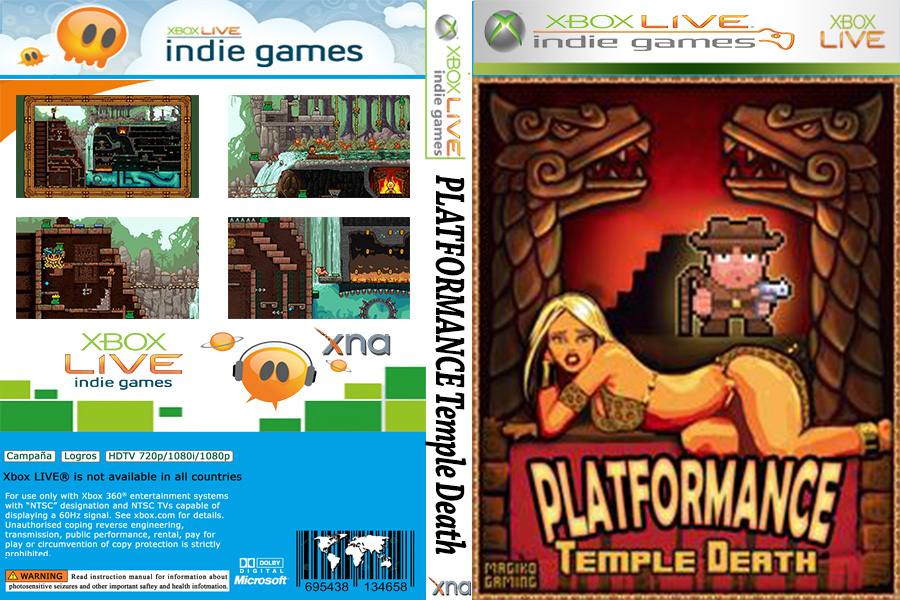 XBOX LIVE
indie games
XBOX LIVE
indie games
xna
Campaña Logros HDTV 720p/1080i/1080p
Xbox LIVE® is not available in all countries
For use only with Xbox 360® entertainment systems
with “NTSC” designation and NTSC TVs capable of
displaying a 60Hz signal. See xbox.com for details.
Unauthorised coping reverse engineering,
transmission, public performance, rental, pay for
play or circumvention of copy protection is strictly
prohibited.
WARNING Read instruction manual for information about
photosensitive seizures and other important saftey and health infotmation.
DOLBY
DIGITAL
Microsoft
695438 134658
XBOX LIVE
indie games
PLATFORMANCE Temple Death
xna
XBOX LIVE
indie games
XBOX
LIVE
PLATFORMANCE
TEMPLE DEATH
MAGIKO
GAMING